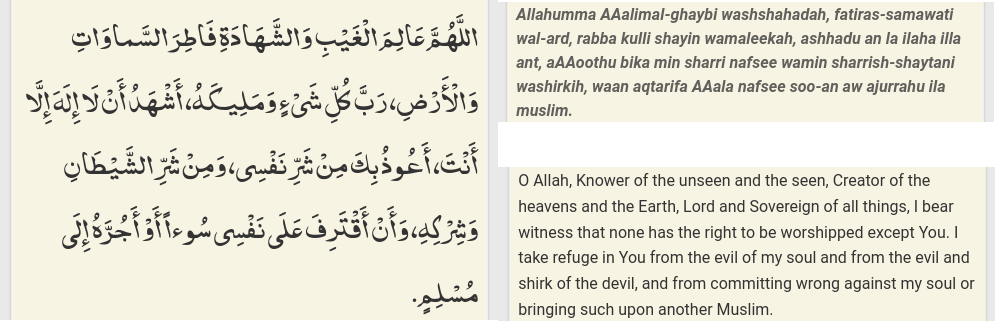 اللَّهُمَّ عَالِمَ الْغَيْبِ وَالشَّهَادَةِ فَاطِرَ السَّماوَاتِ
وَالْأَرْضِ، رَبَّ كُلِّ شَيْءٍ وَمَلِيكَهُ، أَشْهَدُ أَنْ لَا إِلَهَ إِلَّا
أَنْتَ، أَعُوذُ بِكَ مِنْ شَرِّ نَفْسِي، وَمِنْ شَرِّ الشَّيْطَانِ
وَشِرْكِهِ، وَأَنْ أَقْتَرِفَ عَلَى نَفْسِي سُوءاً أَوْ أَجُرَّهُ إِلَى
مُسْلِمٍ.
Allahumma AAalimal-ghaybi washshahadah, fatiras-samawati
wal-ard, rabba kulli shayin wamaleekah, ashhadu an la ilaha illa
ant, aAAoothu bika min sharri nafsee wamin sharrish-shaytani
washirkih, waan aqtarifa AAala nafsee soo-an aw ajurrahu ila
muslim.
O Allah, Knower of the unseen and the seen, Creator of the
heavens and the Earth, Lord and Sovereign of all things, I bear
witness that none has the right to be worshipped except You. I
take refuge in You from the evil of my soul and from the evil and
shirk of the devil, and from committing wrong against my soul or
bringing such upon another Muslim.